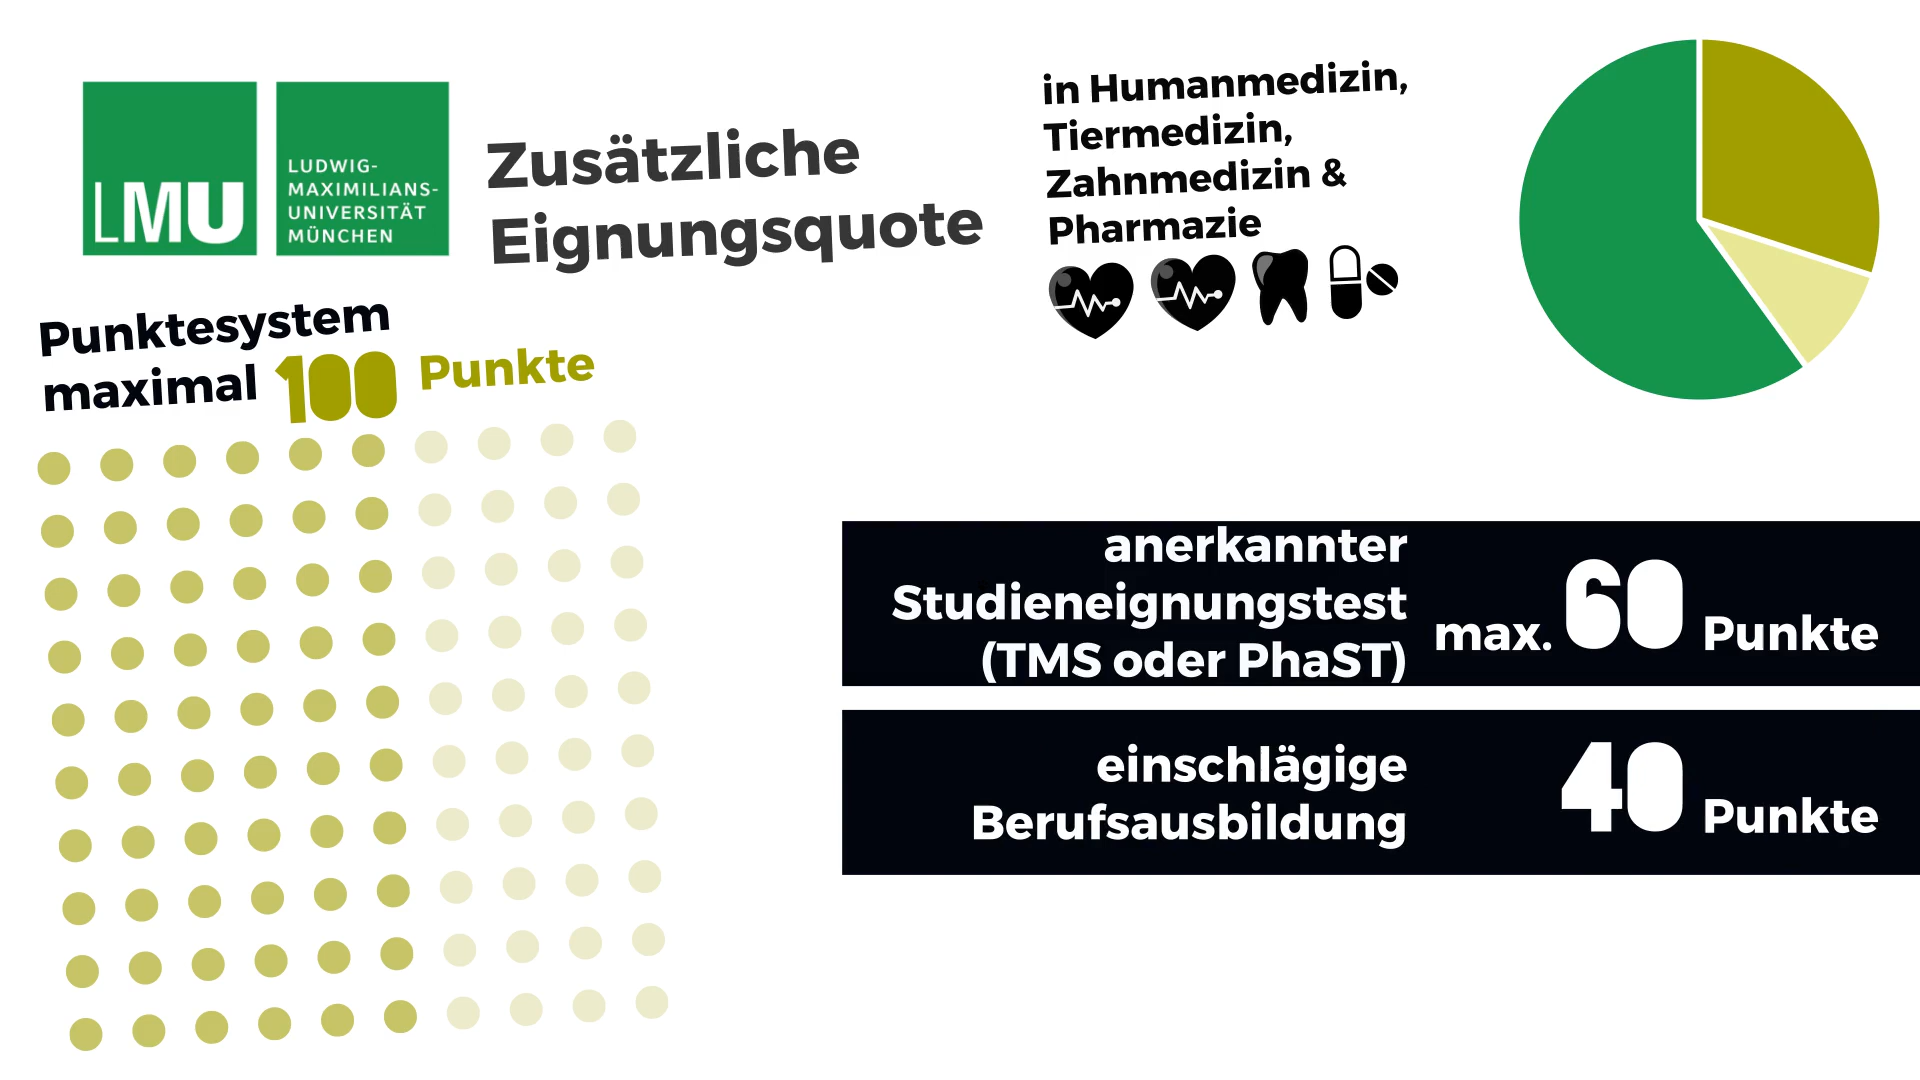 LMU
LUDWIG-
MAXIMILIANS-
UNIVERSITÄT
MÜNCHEN
Zusätzliche
Eignungsquote
in Humanmedizin,
Tiermedizin,
Zahnmedizin &
Pharmazie
Punktesystem
maximal 100 Punkte
anerkannter
Studieneignungstest
(TMS oder PhaST)
max. 60 Punkte
einschlägige
Berufsausbildung
40 Punkte